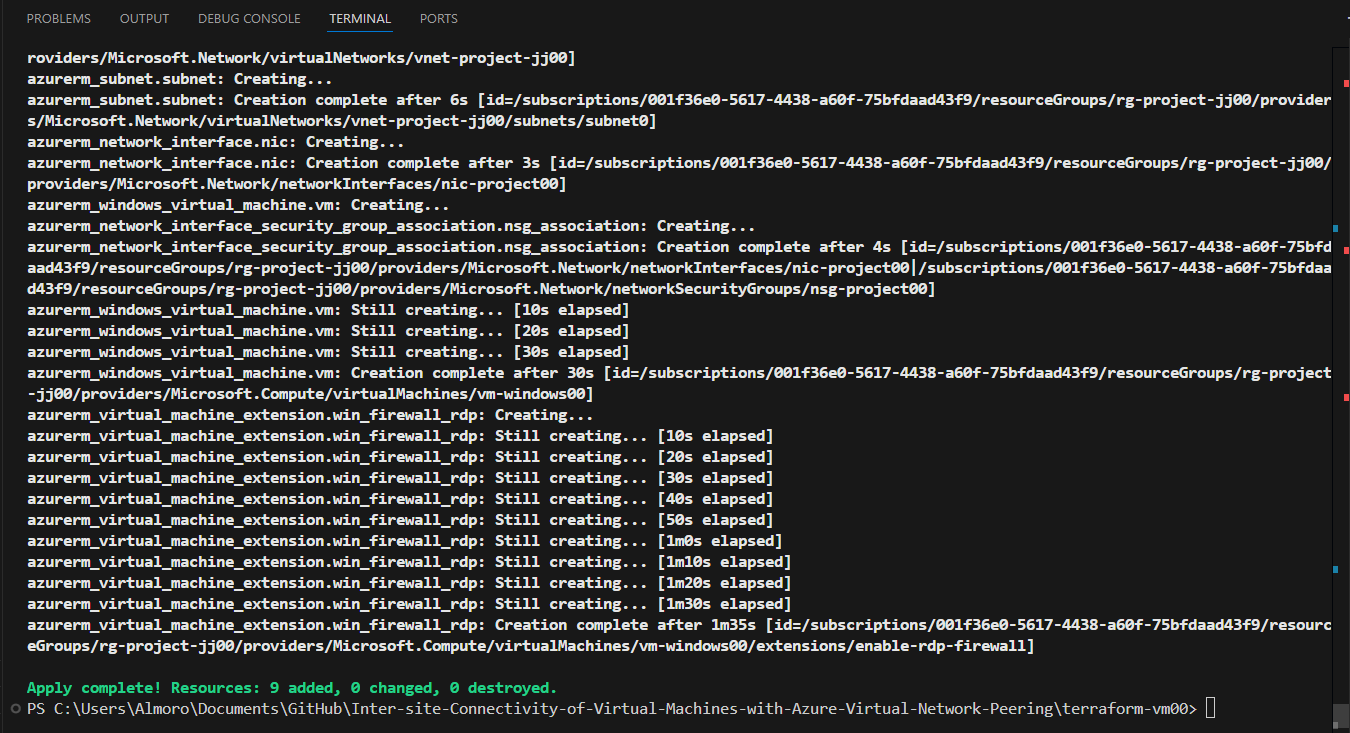 PROBLEMS OUTPUT DEBUG CONSOLE TERMINAL PORTS
roviders/Microsoft.Network/virtualNetworks/vnet-project-jj00]
azurerm_subnet.subnet: Creating...
azurerm_subnet.subnet: Creation complete after 6s [id=/subscriptions/001f36e0-5617-4438-a60f-75bfdaad43f9/resourceGroups/rg-project-jj00/provider
s/Microsoft.Network/virtualNetworks/vnet-project-jj00/subnets/subnet0]
azurerm_network_interface.nic: Creating...
azurerm_network_interface.nic: Creation complete after 3s [id=/subscriptions/001f36e0-5617-4438-a60f-75bfdaad43f9/resourceGroups/rg-project-jj00/
providers/Microsoft.Network/networkInterfaces/nic-project00]
azurerm_windows_virtual_machine.vm: Creating...
azurerm_network_interface_security_group_association.nsg_association: Creating...
azurerm_network_interface_security_group_association.nsg_association: Creation complete after 4s [id=/subscriptions/001f36e0-5617-4438-a60f-75bfd
aad43f9/resourceGroups/rg-project-jj00/providers/Microsoft.Network/networkInterfaces/nic-project00|/subscriptions/001f36e0-5617-4438-a60f-75bfdaa
d43f9/resourceGroups/rg-project-jj00/providers/Microsoft.Network/networkSecurityGroups/nsg-project00]
azurerm_windows_virtual_machine.vm: Still creating... [10s elapsed]
azurerm_windows_virtual_machine.vm: Still creating... [20s elapsed]
azurerm_windows_virtual_machine.vm: Still creating... [30s elapsed]
azurerm_windows_virtual_machine.vm: Creation complete after 30s [id=/subscriptions/001f36e0-5617-4438-a60f-75bfdaad43f9/resourceGroups/rg-project
-jj00/providers/Microsoft.Compute/virtualMachines/vm-windows00]
azurerm_virtual_machine_extension.win_firewall_rdp: Creating...
azurerm_virtual_machine_extension.win_firewall_rdp: Still creating... [10s elapsed]
azurerm_virtual_machine_extension.win_firewall_rdp: Still creating... [20s elapsed]
azurerm_virtual_machine_extension.win_firewall_rdp: Still creating... [30s elapsed]
azurerm_virtual_machine_extension.win_firewall_rdp: Still creating... [40s elapsed]
azurerm_virtual_machine_extension.win_firewall_rdp: Still creating... [50s elapsed]
azurerm_virtual_machine_extension.win_firewall_rdp: Still creating... [1m0s elapsed]
azurerm_virtual_machine_extension.win_firewall_rdp: Still creating... [1m10s elapsed]
azurerm_virtual_machine_extension.win_firewall_rdp: Still creating... [1m20s elapsed]
azurerm_virtual_machine_extension.win_firewall_rdp: Still creating... [1m30s elapsed]
azurerm_virtual_machine_extension.win_firewall_rdp: Creation complete after 1m35s [id=/subscriptions/001f36e0-5617-4438-a60f-75bfdaad43f9/resourc
eGroups/rg-project-jj00/providers/Microsoft.Compute/virtualMachines/vm-windows00/extensions/enable-rdp-firewall]
Apply complete! Resources: 9 added, 0 changed, 0 destroyed.
PS C:\Users\Almoro\Documents\GitHub\Inter-site-Connectivity-of-Virtual-Machines-with-Azure-Virtual-Network-Peering\terraform-vm00>